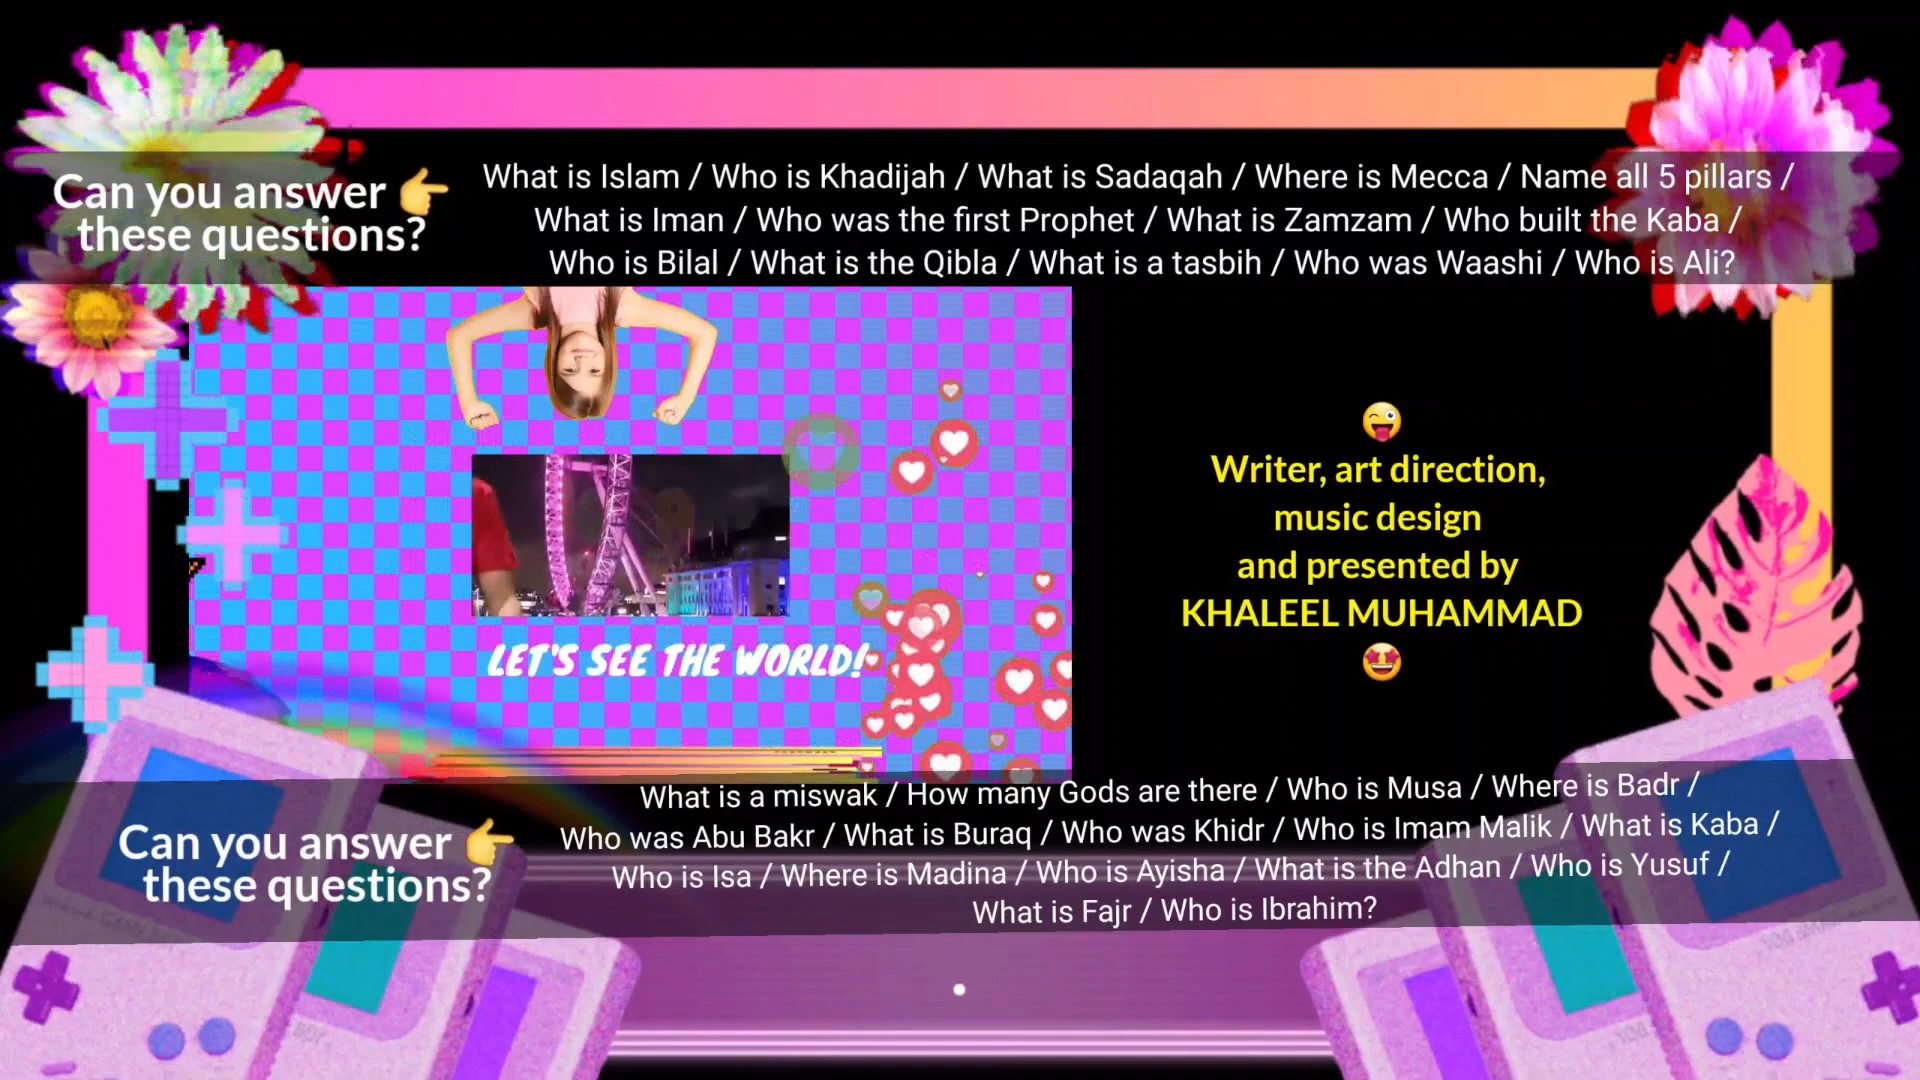 Can you answer 👉
these questions?
What is Islam / Who is Khadijah / What is Sadaqah / Where is Mecca / Name all 5 pillars /
What is Iman / Who was the first Prophet / What is Zamzam / Who built the Kaba /
Who is Bilal / What is the Qibla / What is a tasbih / Who was Waashi / Who is Ali?
LET'S SEE THE WORLD!
😜
Writer, art direction,
music design
and presented by
KHALEEL MUHAMMAD
🤩
Can you answer 👉
these questions?
What is a miswak / How many Gods are there / Who is Musa / Where is Badr /
Who was Abu Bakr / What is Buraq / Who was Khidr / Who is Imam Malik / What is Kaba /
Who is Isa / Where is Madina / Who is Ayisha / What is the Adhan / Who is Yusuf /
What is Fajr / Who is Ibrahim?